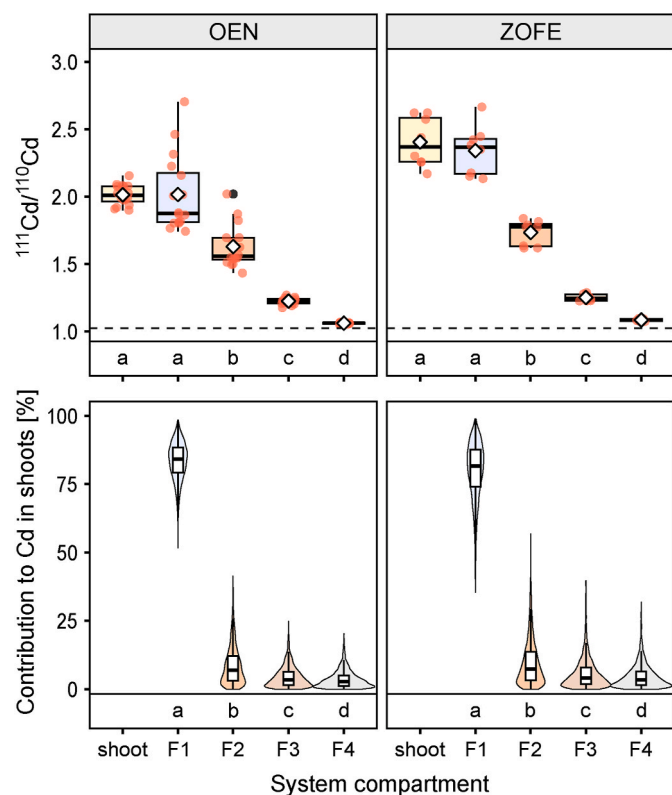 OEN ZOFE
¹¹¹Cd/¹¹⁰Cd
3.0
2.5
2.0
1.5
1.0
a a b c d a a b c d
Contribution to Cd in shoots [%]
100
75
50
25
0
a b c d a b c d
shoot F1 F2 F3 F4 shoot F1 F2 F3 F4
System compartment